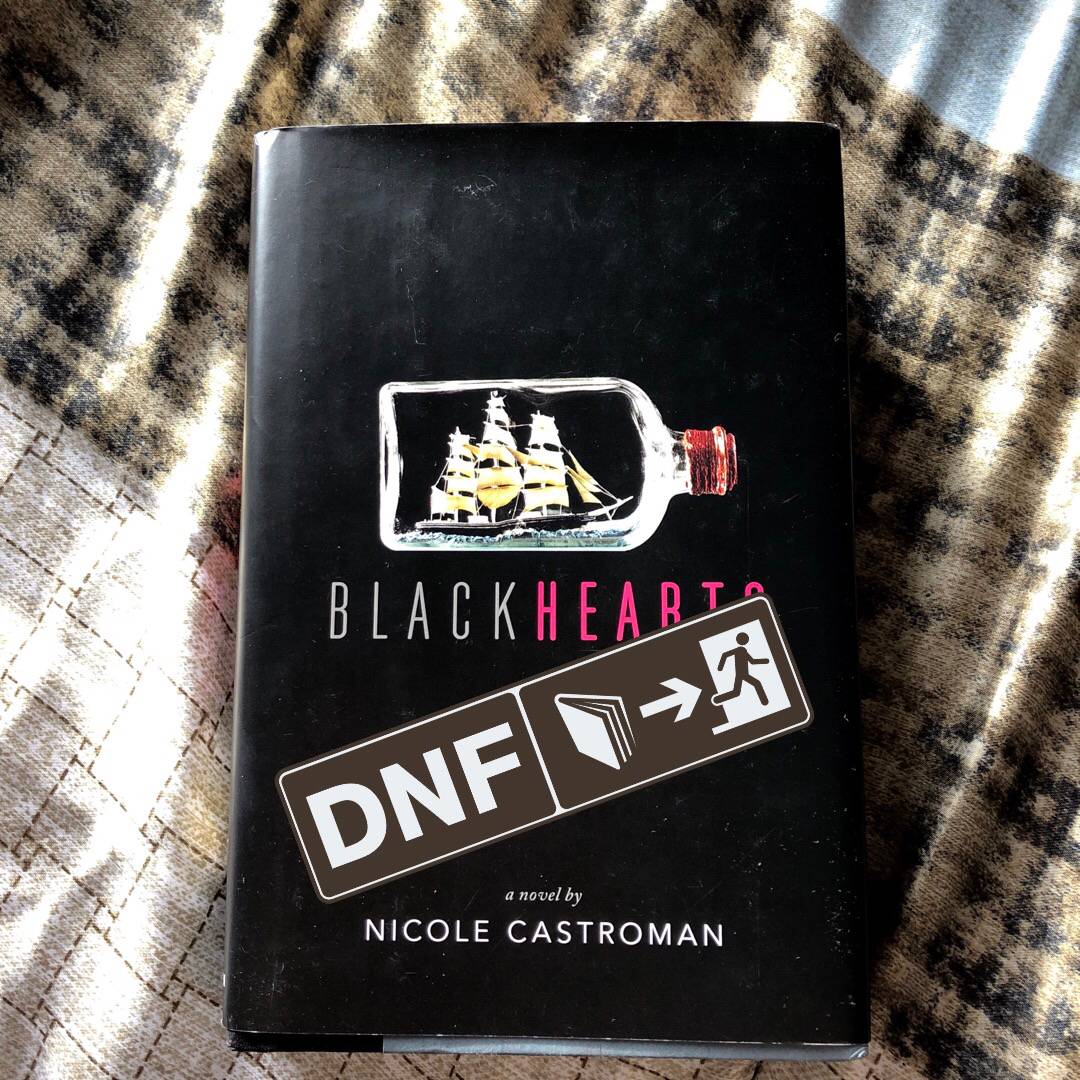 BLACKHEARTS
DNF
a novel by
NICOLE CASTROMAN